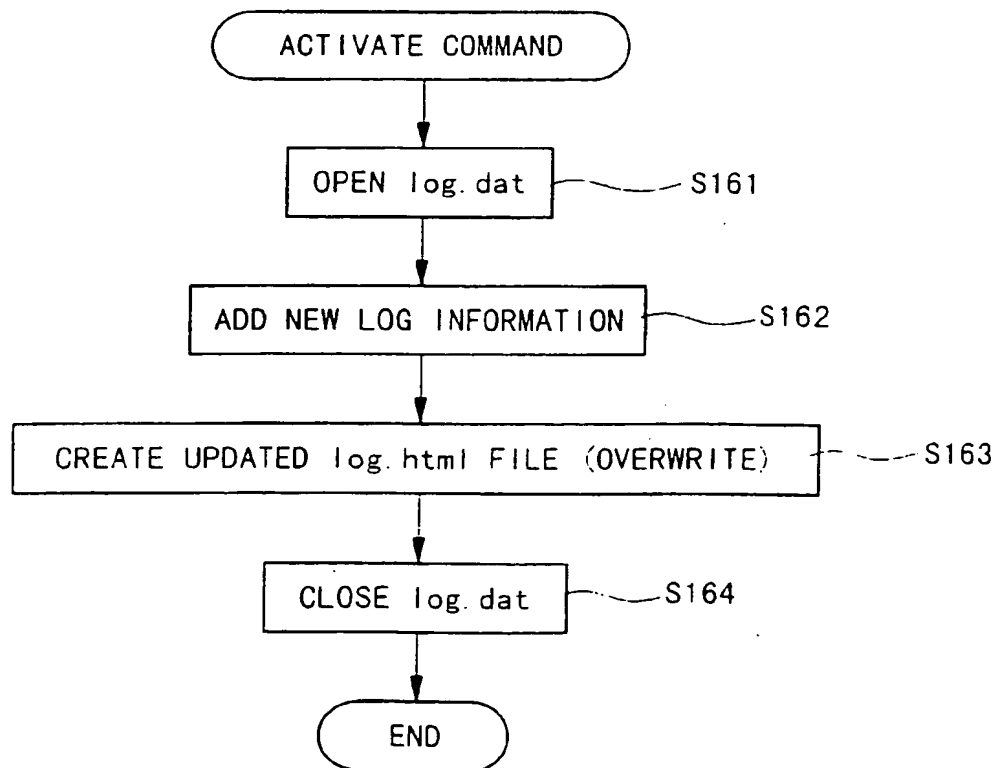 ACTIVATE COMMAND
OPEN log.dat
S161
ADD NEW LOG INFORMATION
S162
CREATE UPDATED log.html FILE (OVERWRITE)
S163
CLOSE log.dat
S164
END